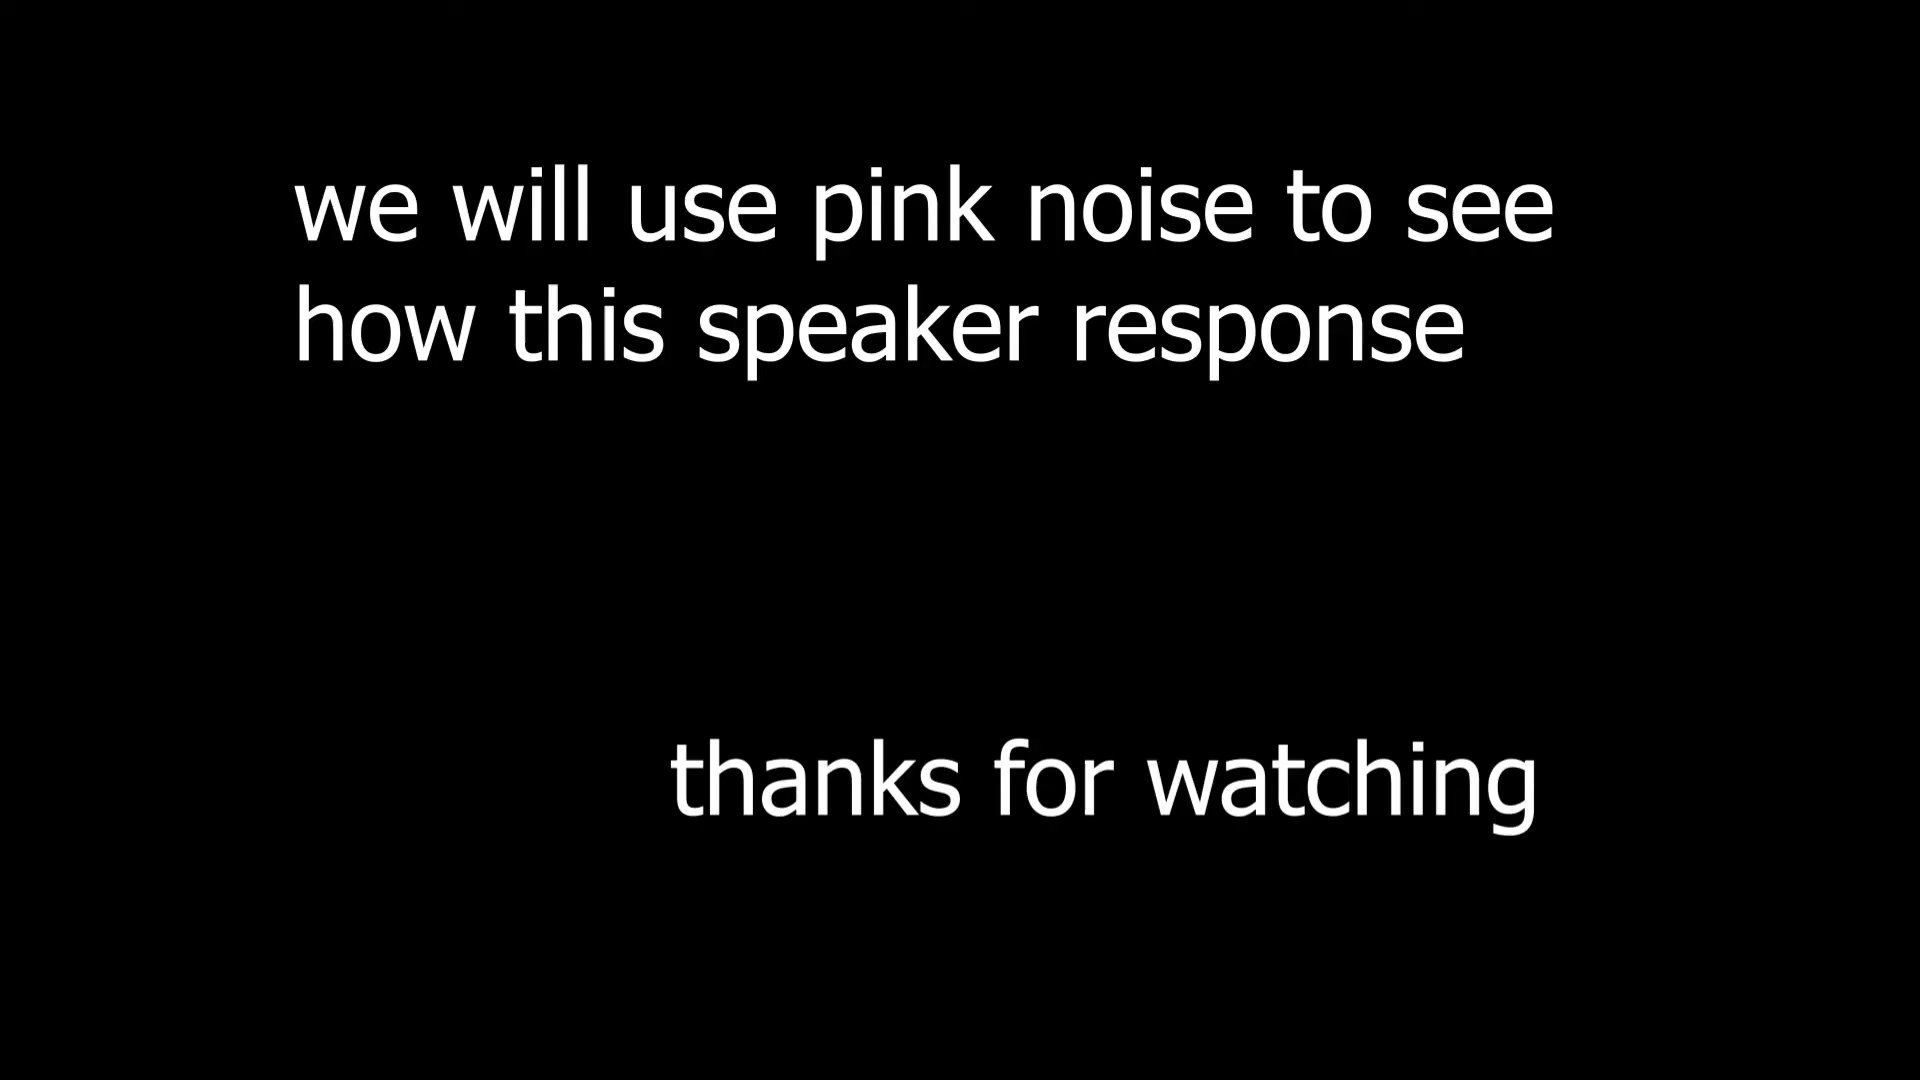 we will use pink noise to see
how this speaker response
thanks for watching